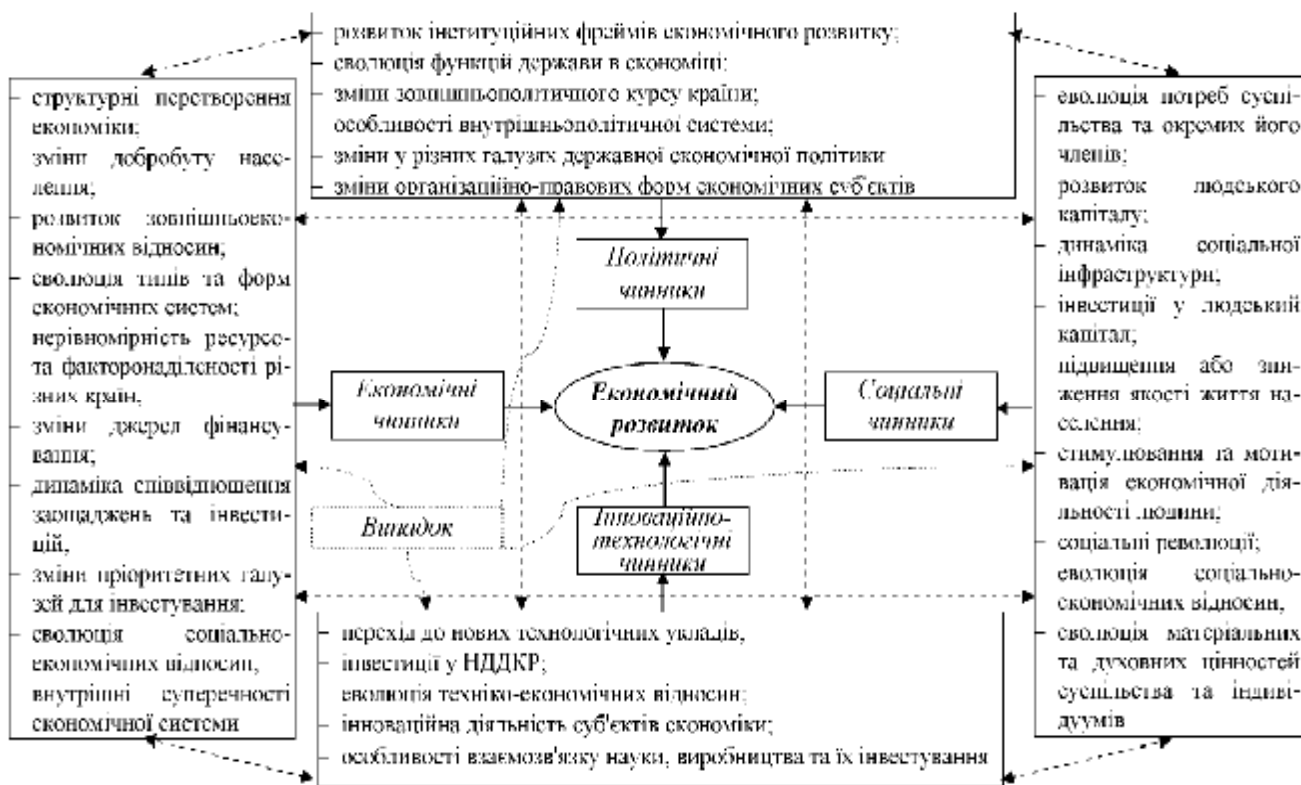 – розвиток інституційних фреймів економічного розвитку;
– еволюція функцій держави в економіці;
– зміни зовнішньополітичного курсу країни;
особливості внутрішньополітичної системи;
– зміни у різних галузях державної економічної політики
– зміни організаційно-правових форм економічних суб'єктів
– структурні перетворення
економіки;
зміни добробуту насе-
лення;
– розвиток зовнішньоеко-
номічних відносин;
– еволюція типів та форм
економічних систем;
нерівномірність ресурсо-
та факторонаділеності рі-
зних країн,
– зміни джерел фінансу-
вання;
– динаміка співвідношення
заощаджень та інвести-
цій,
– зміни пріоритетних галу-
зей для інвестування;
– еволюція соціально-
економічних відносин,
внутрішні суперечності
економічної системи
Політичні
чинники
Економічні
чинники
Економічний
розвиток
Соціальні
чинники
Випадок
Інноваційно-
технологічні
чинники
– еволюція потреб суспі-
льства та окремих його
членів;
розвиток людського
капіталу;
– динаміка соціальної
інфраструктури;
– інвестиції у людський
капітал;
– підвищення або зни-
ження якості життя на-
селення;
– стимулювання та моти-
вація економічної дія-
льності людини;
– соціальні революції;
– еволюція соціально-
економічних відносин,
– еволюція матеріальних
та духовних цінностей
суспільства та індиві-
дуумів
– перехід до нових технологічних укладів,
– інвестиції у НДДКР;
еволюція техніко-економічних відносин;
– інноваційна діяльність суб'єктів економіки;
– особливості взаємозв'язку науки, виробництва та їх інвестування